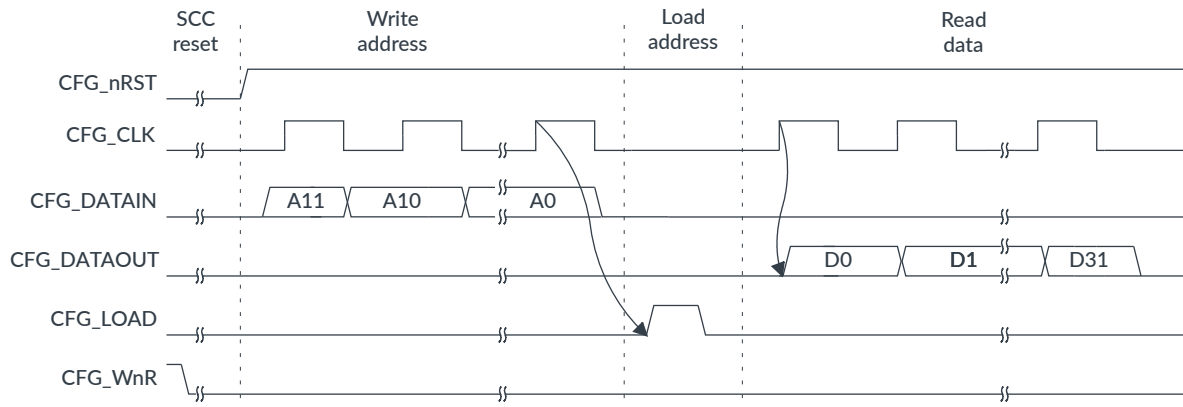 SCC
reset
Write
address
Load
address
Read
data
CFG_nRST
CFG_CLK
CFG_DATAIN
A11
A10
A0
CFG_DATAOUT
D0
D1
D31
CFG_LOAD
CFG_WnR